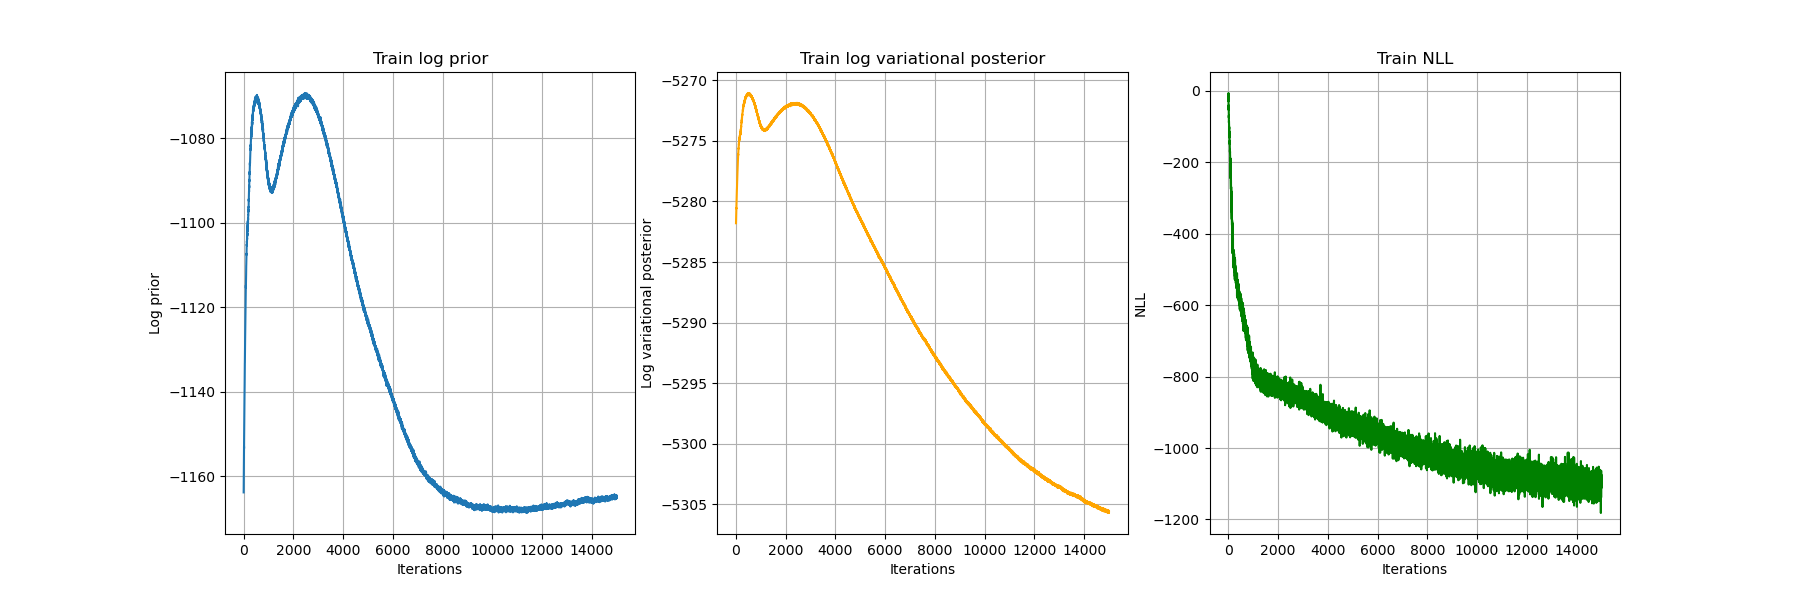 Train log prior
Log prior
−1080
−1100
−1120
−1140
−1160
0 2000 4000 6000 8000 10000 12000 14000
Iterations
Train log variational posterior
Log variational posterior
−5270
−5275
−5280
−5285
−5290
−5295
−5300
−5305
0 2000 4000 6000 8000 10000 12000 14000
Iterations
Train NLL
NLL
0
−200
−400
−600
−800
−1000
−1200
0 2000 4000 6000 8000 10000 12000 14000
Iterations